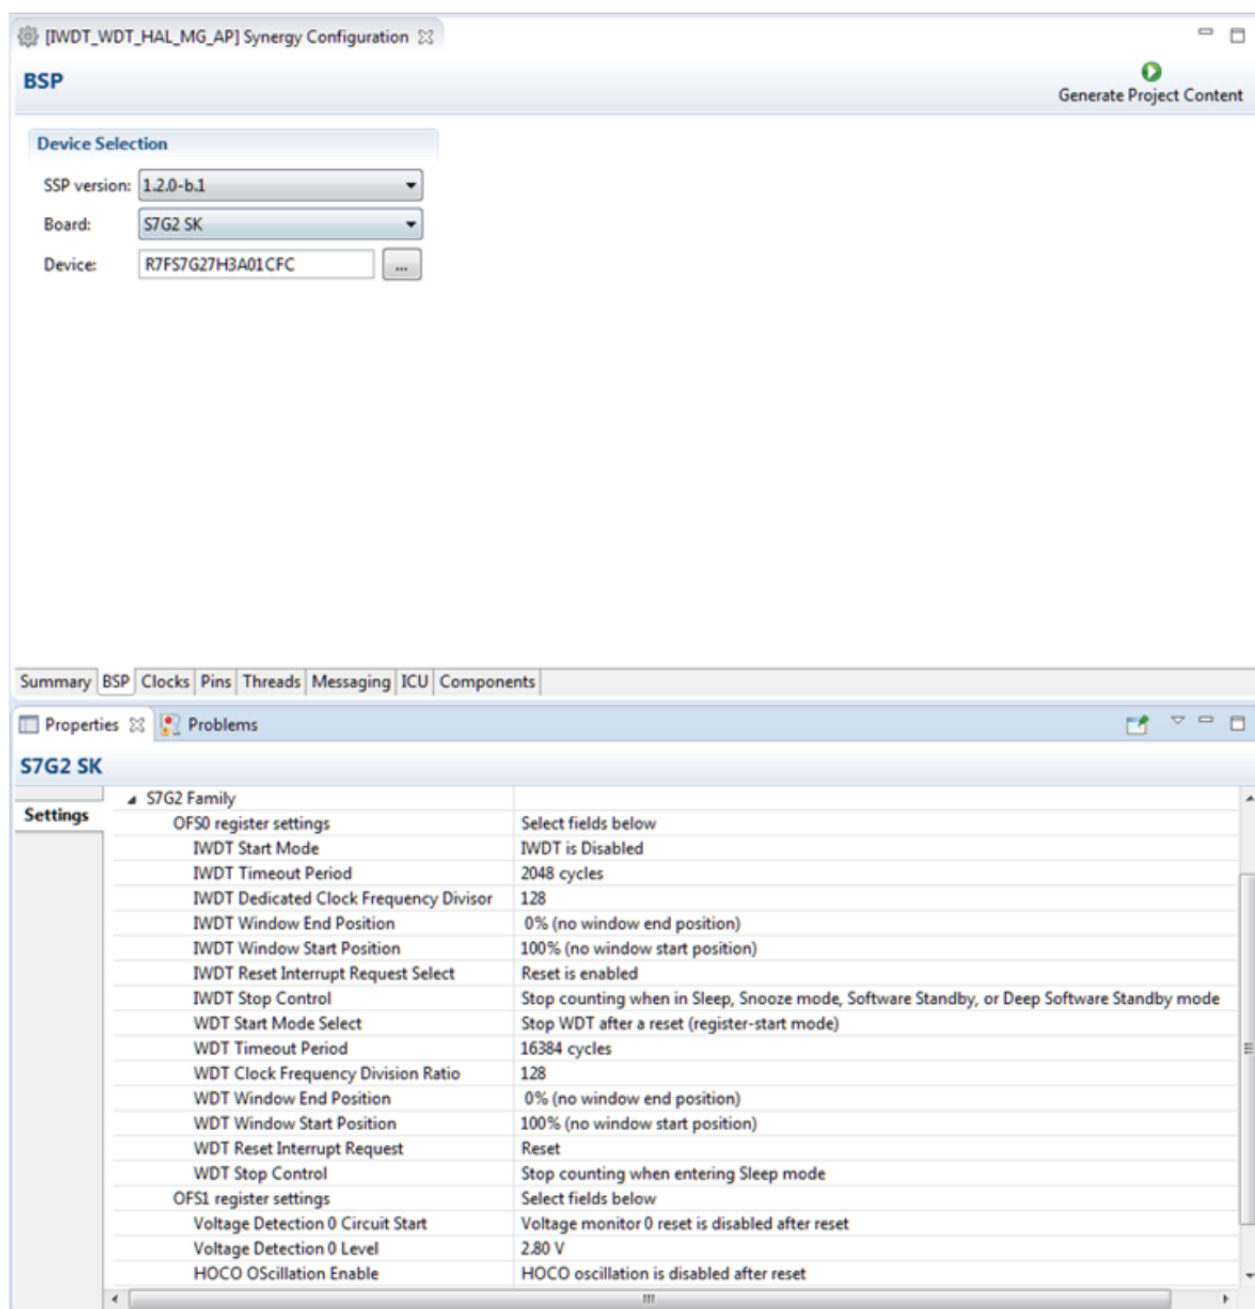 [IWDT_WDT_HAL_MG_AP] Synergy Configuration
BSP
Generate Project Content
Device Selection
SSP version: 1.2.0-b.1
Board: S7G2 SK
Device: R7FS7G27H3A01CFC ...
Summary BSP Clocks Pins Threads Messaging ICU Components
Properties Problems
S7G2 SK
Settings
S7G2 Family
OFS0 register settings Select fields below
IWDT Start Mode IWDT is Disabled
IWDT Timeout Period 2048 cycles
IWDT Dedicated Clock Frequency Divisor 128
IWDT Window End Position 0% (no window end position)
IWDT Window Start Position 100% (no window start position)
IWDT Reset Interrupt Request Select Reset is enabled
IWDT Stop Control Stop counting when in Sleep, Snooze mode, Software Standby, or Deep Software Standby mode
WDT Start Mode Select Stop WDT after a reset (register-start mode)
WDT Timeout Period 16384 cycles
WDT Clock Frequency Division Ratio 128
WDT Window End Position 0% (no window end position)
WDT Window Start Position 100% (no window start position)
WDT Reset Interrupt Request Reset
WDT Stop Control Stop counting when entering Sleep mode
OFS1 register settings Select fields below
Voltage Detection 0 Circuit Start Voltage monitor 0 reset is disabled after reset
Voltage Detection 0 Level 2.80 V
HOCO OScillation Enable HOCO oscillation is disabled after reset